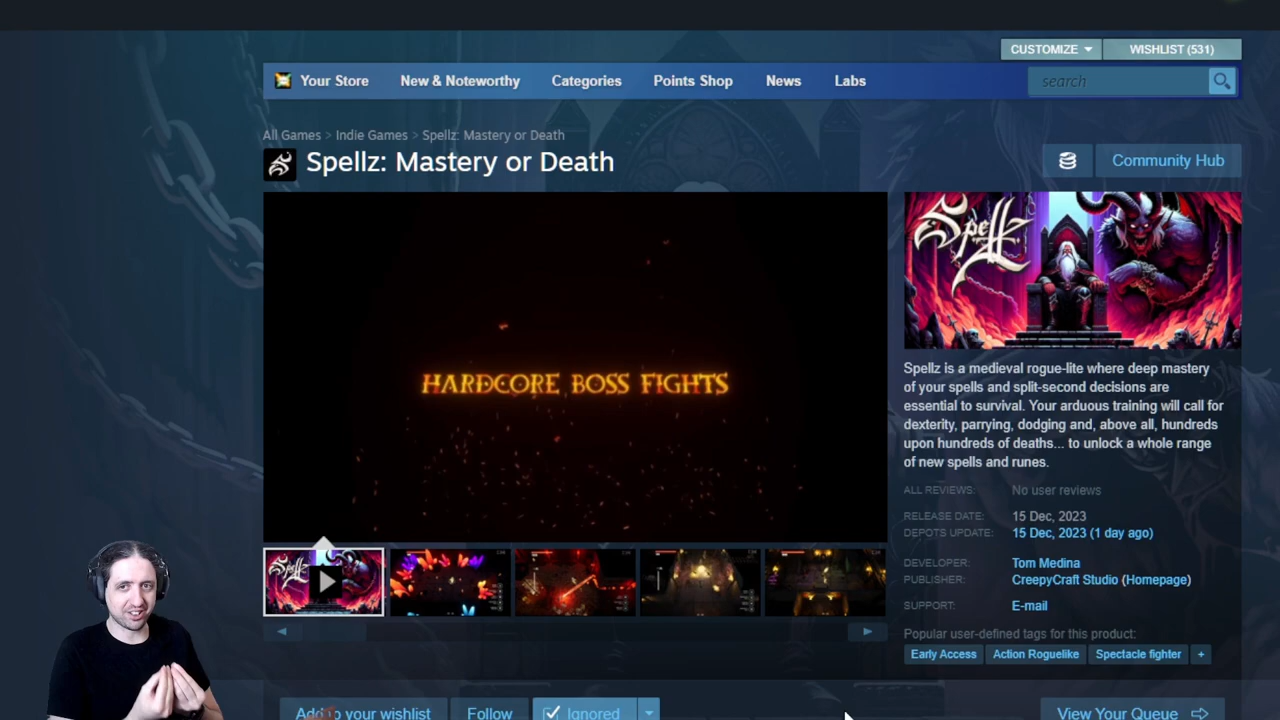 CUSTOMIZE
WISHLIST (531)
Your Store
New & Noteworthy
Categories
Points Shop
News
Labs
search
All Games > Indie Games > Spellz: Mastery or Death
Spellz: Mastery or Death
Community Hub
HARDCORE BOSS FIGHTS
Spellz
Spellz is a medieval rogue-lite where deep mastery
of your spells and split-second decisions are
essential to survival. Your arduous training will call for
dexterity, parrying, dodging and, above all, hundreds
upon hundreds of deaths... to unlock a whole range
of new spells and runes.
ALL REVIEWS: No user reviews
RELEASE DATE: 15 Dec, 2023
DEPOTS UPDATE: 15 Dec, 2023 (1 day ago)
DEVELOPER: Tom Medina
PUBLISHER: CreepyCraft Studio (Homepage)
SUPPORT: E-mail
Popular user-defined tags for this product:
Early Access
Action Roguelike
Spectacle fighter
+
Add to your wishlist
Follow
Ignored
View Your Queue